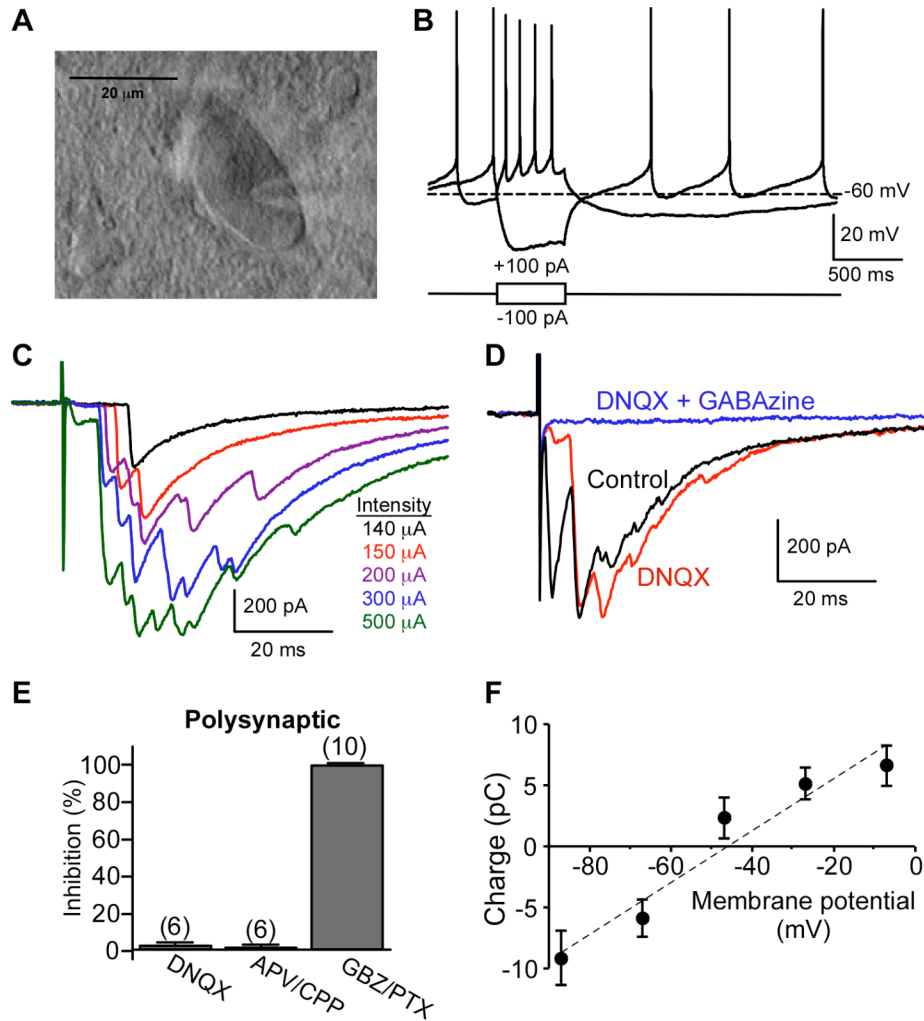 A
20 µm
B
-60 mV
20 mV
500 ms
+100 pA
-100 pA
C
Intensity
140 µA
150 µA
200 µA
300 µA
500 µA
200 pA
20 ms
D
DNQX + GABAzine
Control
DNQX
200 pA
20 ms
E
Polysynaptic
(10)
(6)
(6)
100
80
60
40
20
0
Inhibition (%)
DNQX
APV/CPP
GBZ/PTX
F
10
5
0
-5
-10
Charge (pC)
-80
-60
-40
-20
0
Membrane potential
(mV)